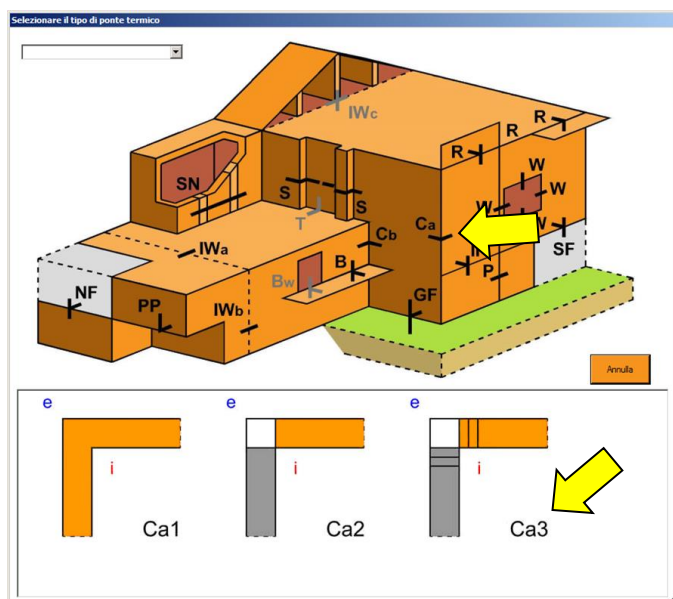 Selezionare il tipo di ponte termico
IWc
R R R
W
SN W
S S W
T Ca W
Cb
IWa SF
B P
Bw
NF GF
PP IWb
Annulla
e e e
i i i
Ca1 Ca2 Ca3